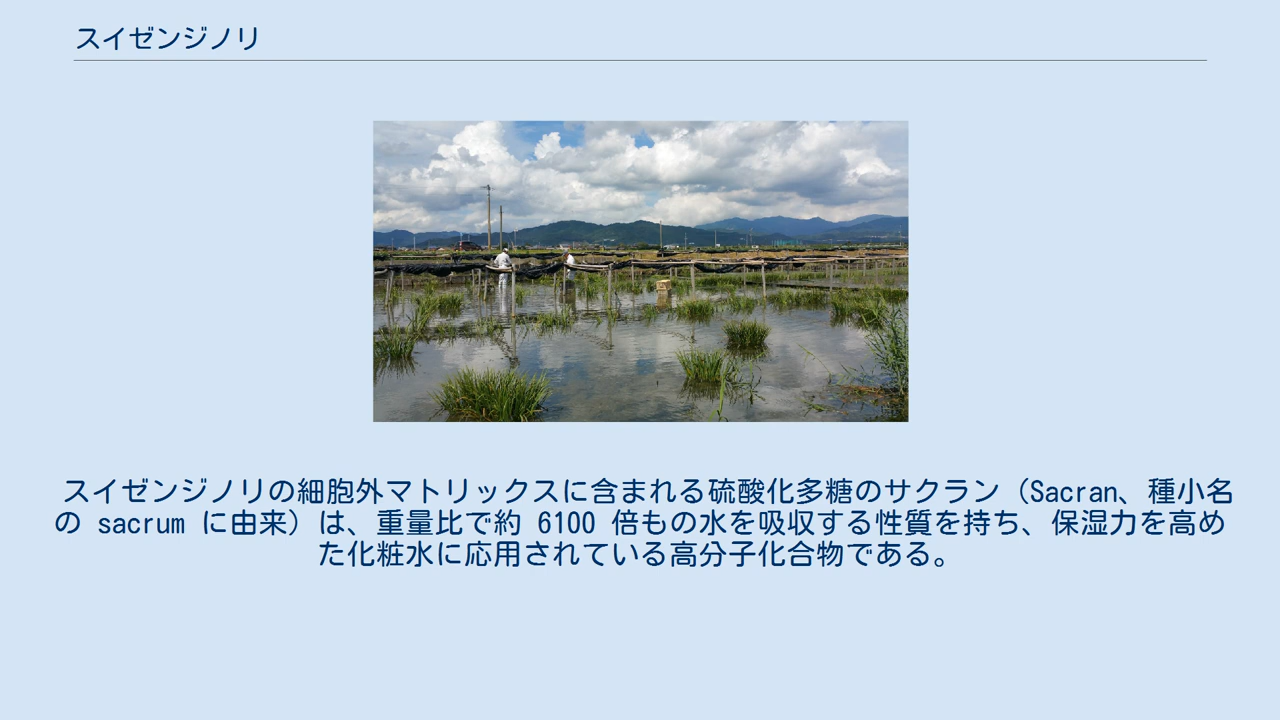 スイゼンジノリ
スイゼンジノリの細胞外マトリックスに含まれる硫酸化多糖のサクラン（Sacran、種小名
の sacrum に由来）は、重量比で約 6100 倍もの水を吸収する性質を持ち、保湿力を高め
た化粧水に応用されている高分子化合物である。